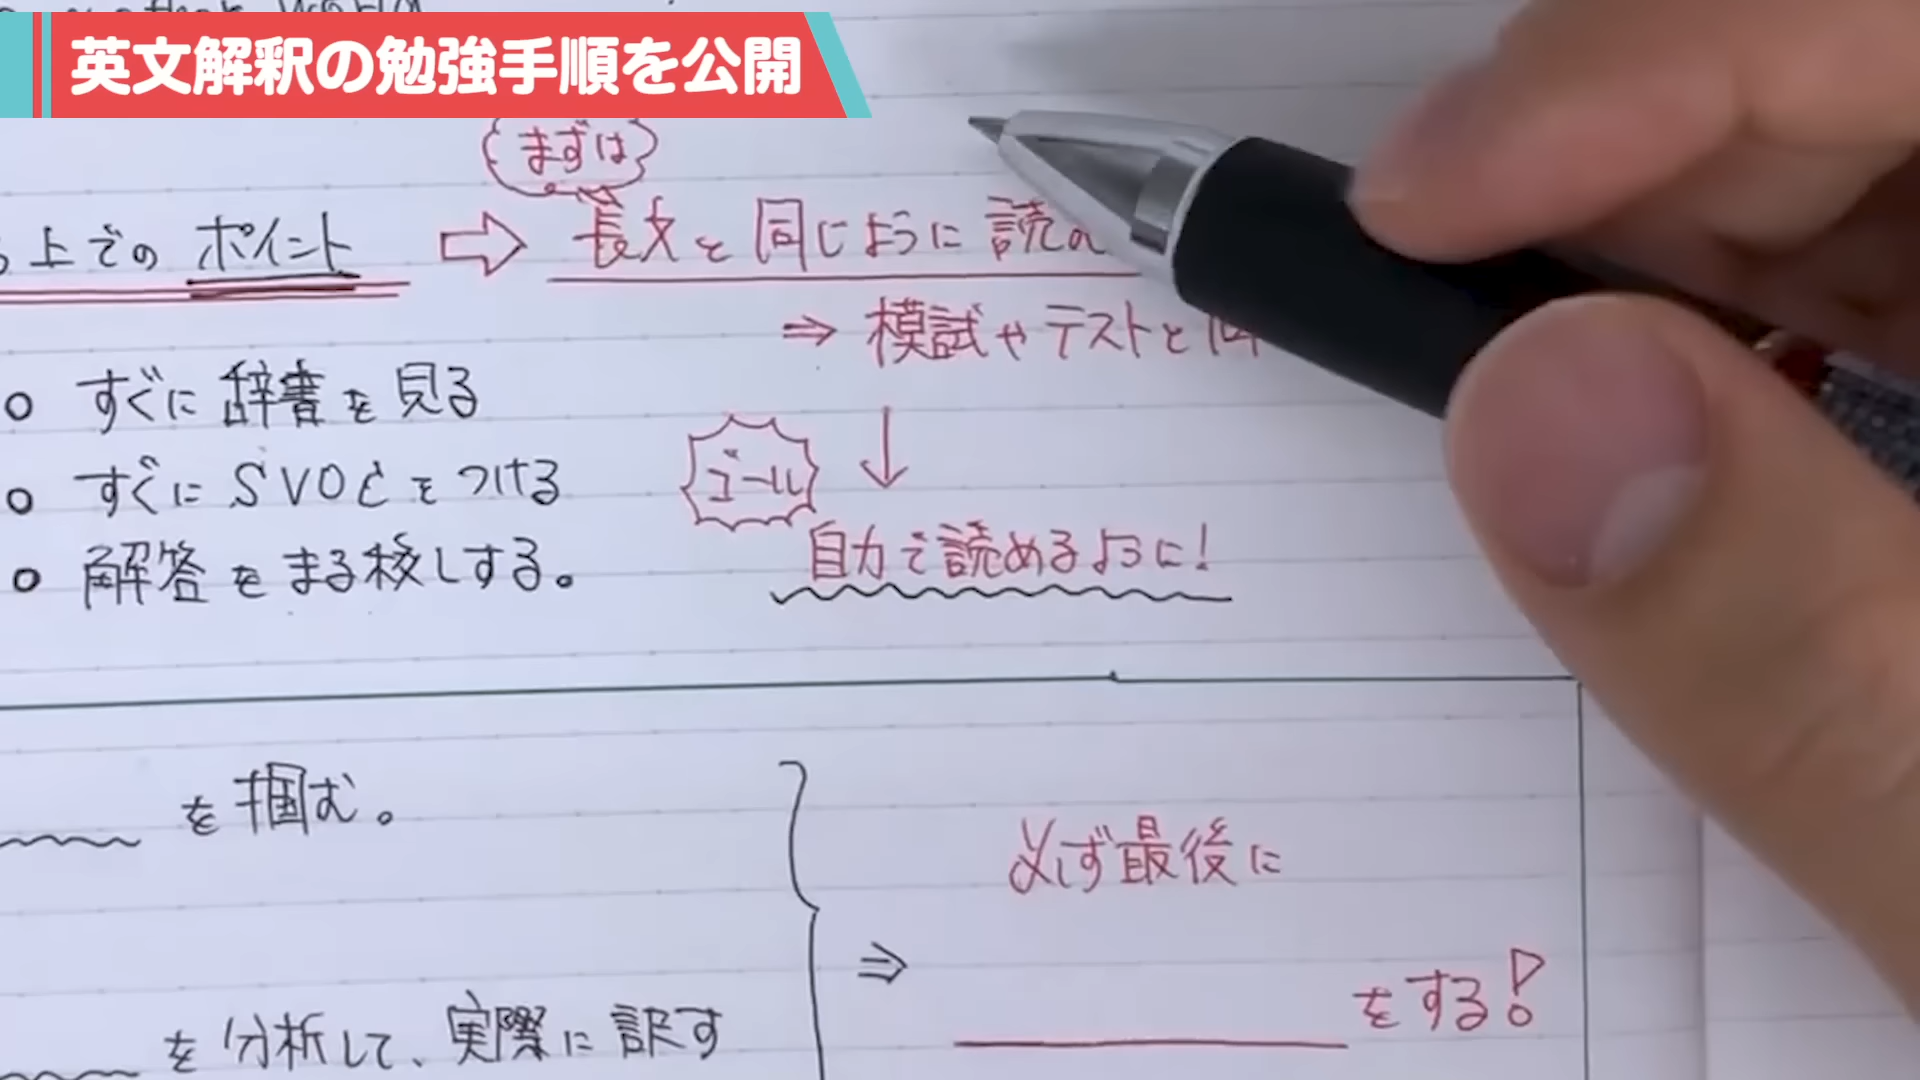 英文解釈の勉強手順を公開
まずは
上での ポイント ⇨ 長文と同じように読
⇒ 模試やテストと
○ すぐに辞書を見る
○ すぐにSVOCをつける
ゴール
○ 解答をまる移しする。
自力で読めるように!
を掴む。
必ず最後に
⇒
をする!
を分析して、実際に訳す